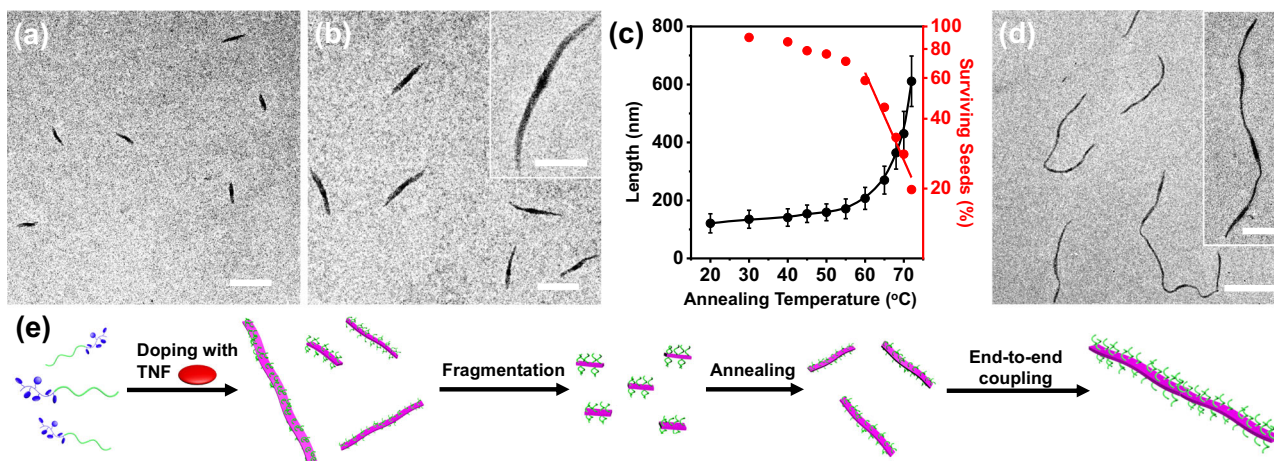 (a)
(b)
(c)
800
600
400
200
0
Length (nm)
20 30 40 50 60 70
Annealing Temperature (°C)
100
80
60
40
20
Surviving Seeds (%)
(d)
(e)
Doping with
TNF
Fragmentation
Annealing
End-to-end
coupling